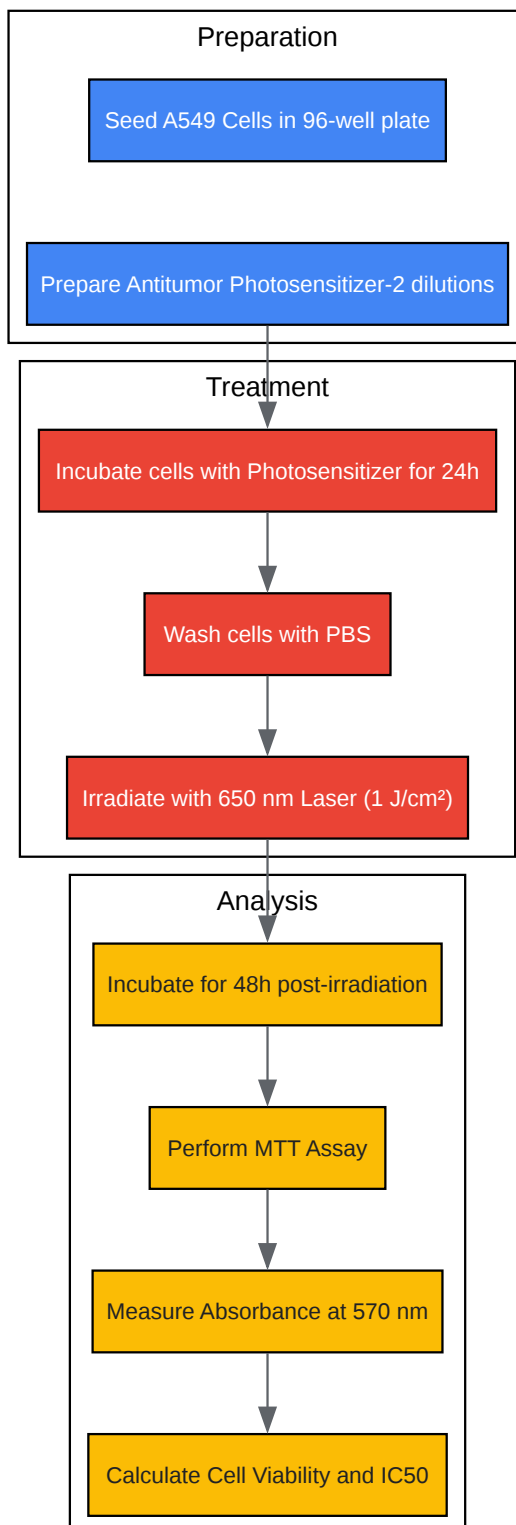 Preparation
Seed A549 Cells in 96-well plate
Prepare Antitumor Photosensitizer-2 dilutions
Treatment
Incubate cells with Photosensitizer for 24h
Wash cells with PBS
Irradiate with 650 nm Laser (1 J/cm²)
Analysis
Incubate for 48h post-irradiation
Perform MTT Assay
Measure Absorbance at 570 nm
Calculate Cell Viability and IC50